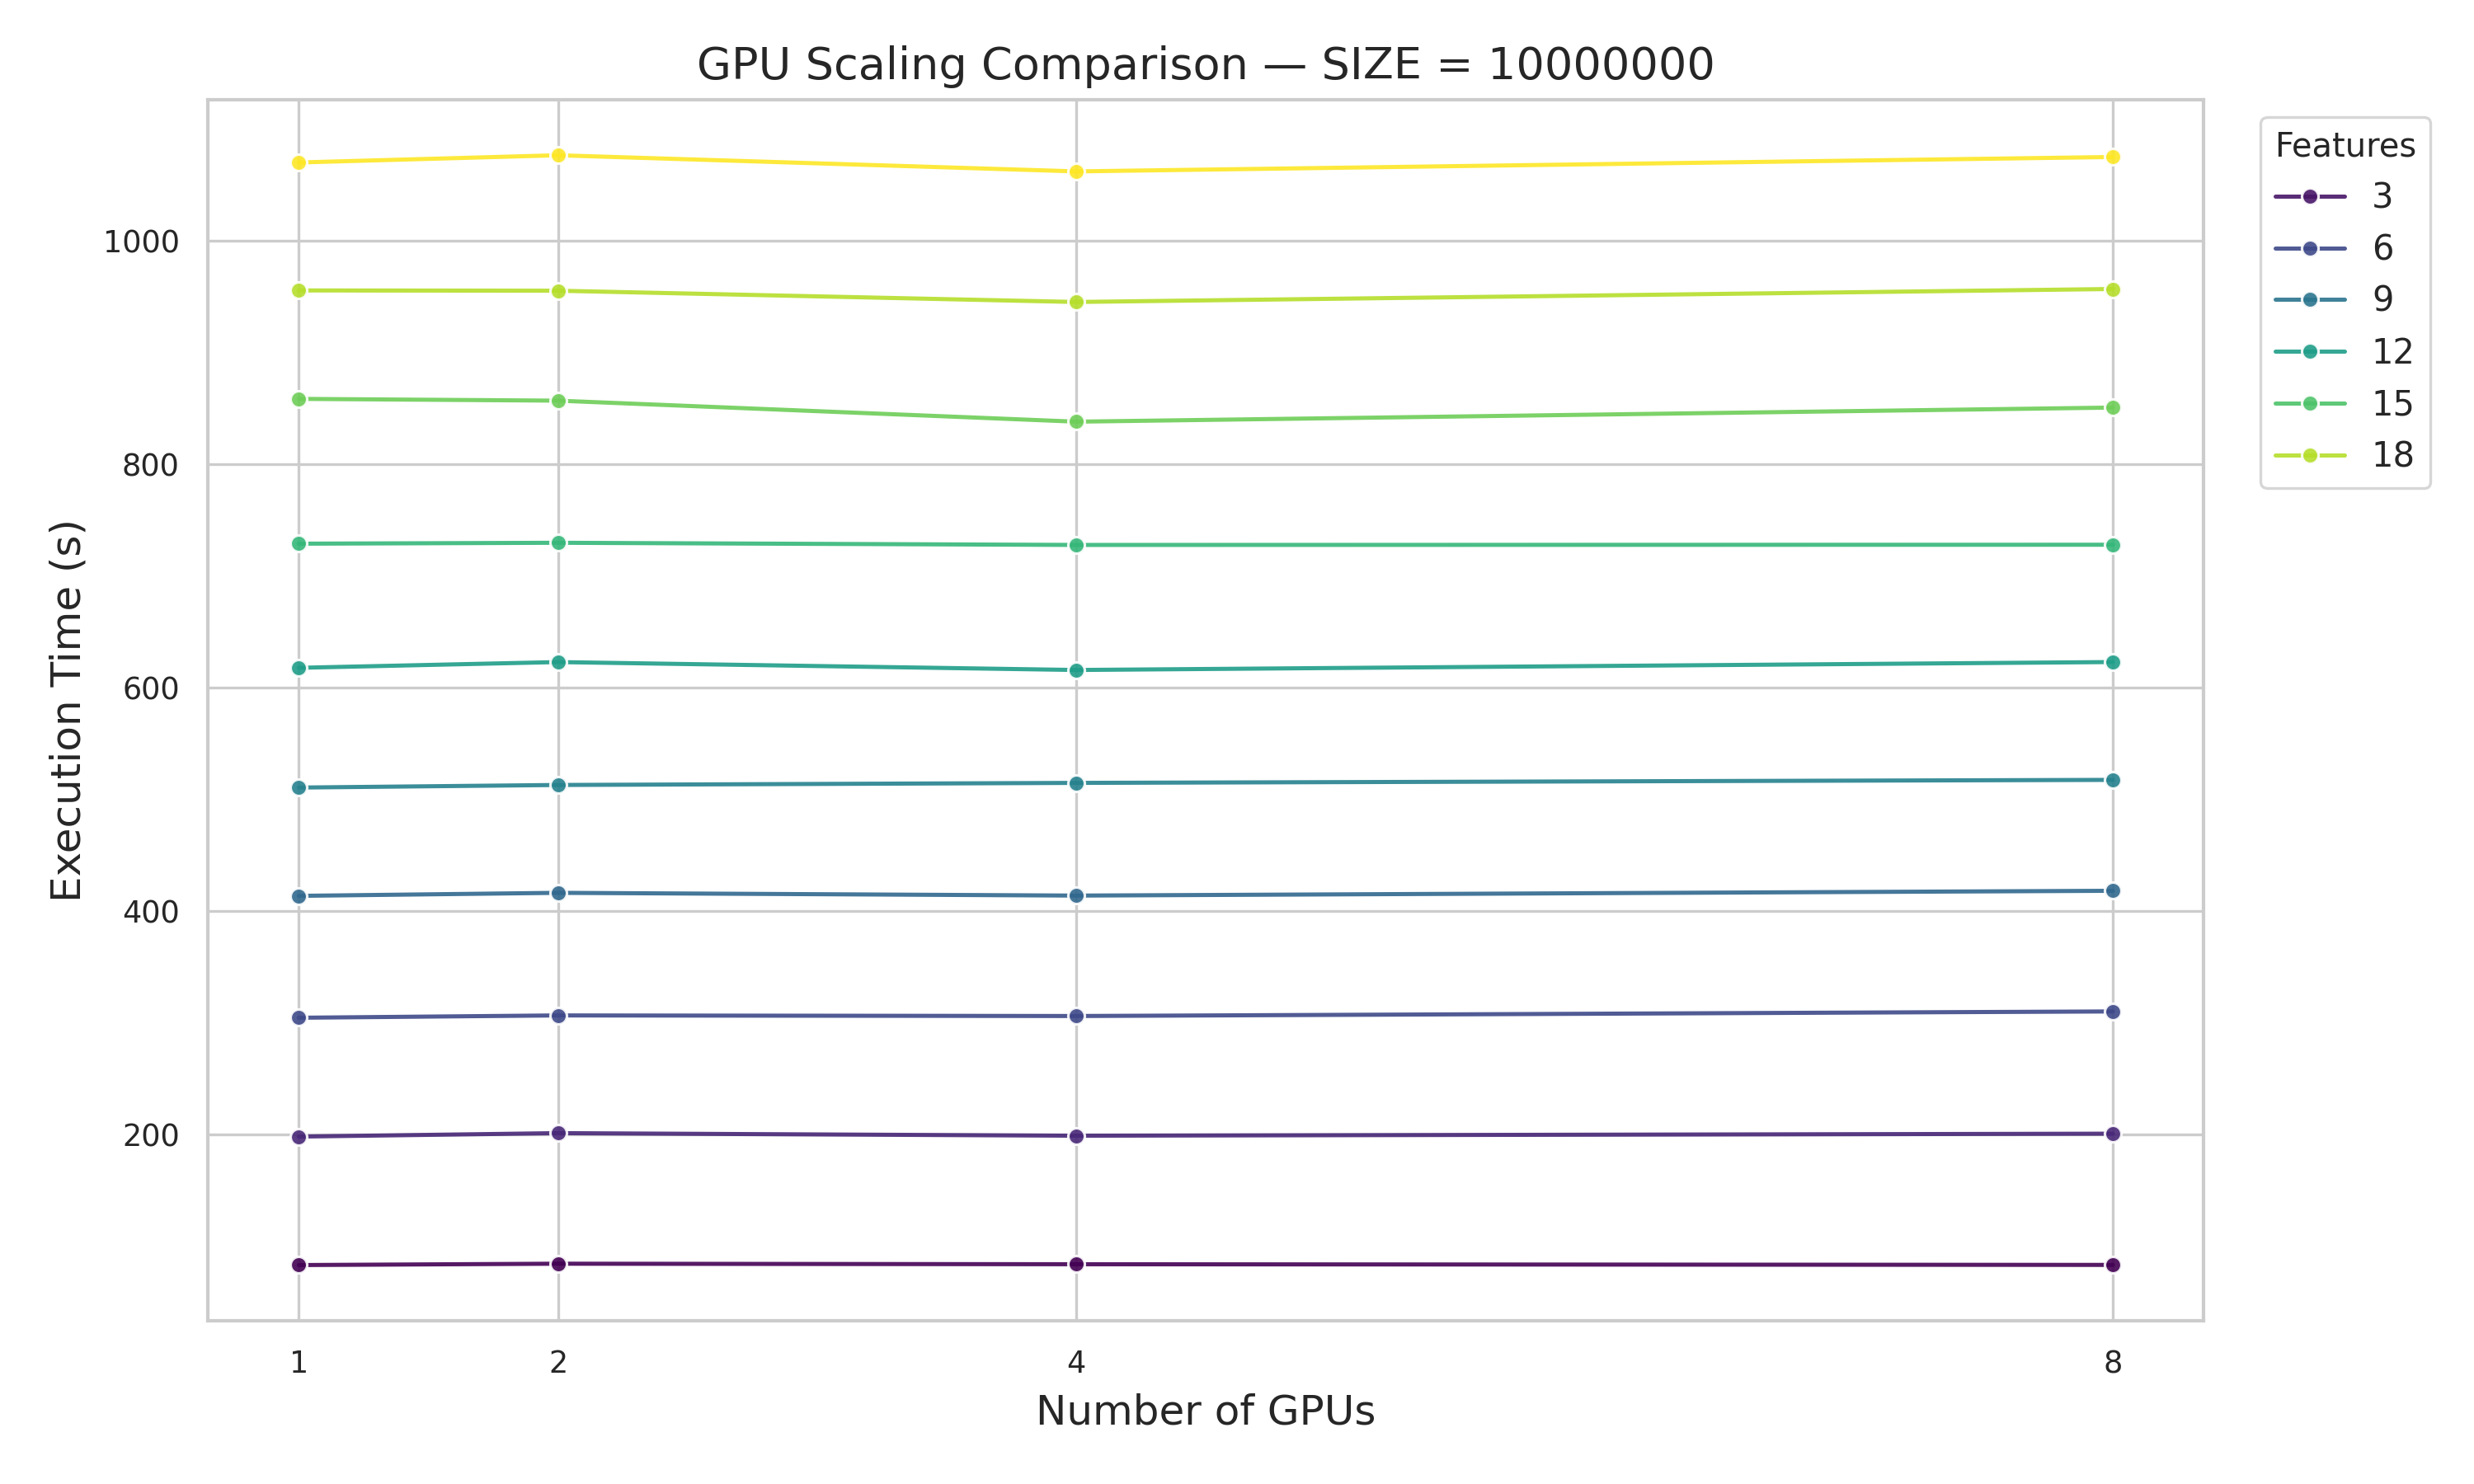 GPU Scaling Comparison — SIZE = 10000000
Features
3
6
9
12
15
18
1000
800
600
400
200
Execution Time (s)
1 2 4 8
Number of GPUs